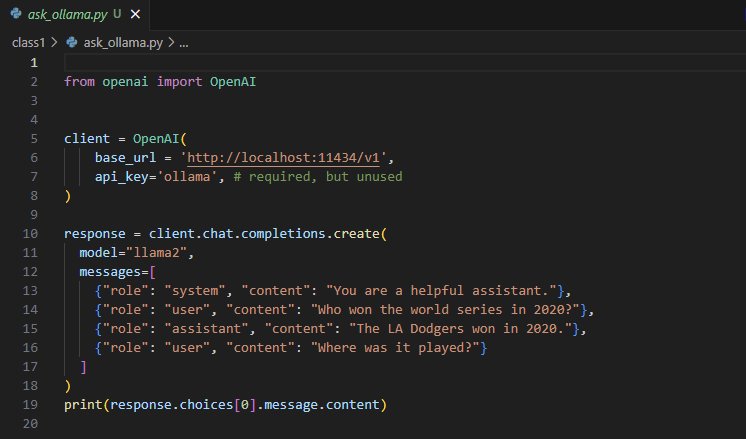 ask_ollama.py U ×
class1 > ask_ollama.py > ...
1
2 from openai import OpenAI
3
4
5 client = OpenAI(
6     base_url = 'http://localhost:11434/v1',
7     api_key='ollama', # required, but unused
8 )
9
10 response = client.chat.completions.create(
11   model="llama2",
12   messages=[
13     {"role": "system", "content": "You are a helpful assistant."},
14     {"role": "user", "content": "Who won the world series in 2020?"},
15     {"role": "assistant", "content": "The LA Dodgers won in 2020."},
16     {"role": "user", "content": "Where was it played?"}
17   ]
18 )
19 print(response.choices[0].message.content)
20